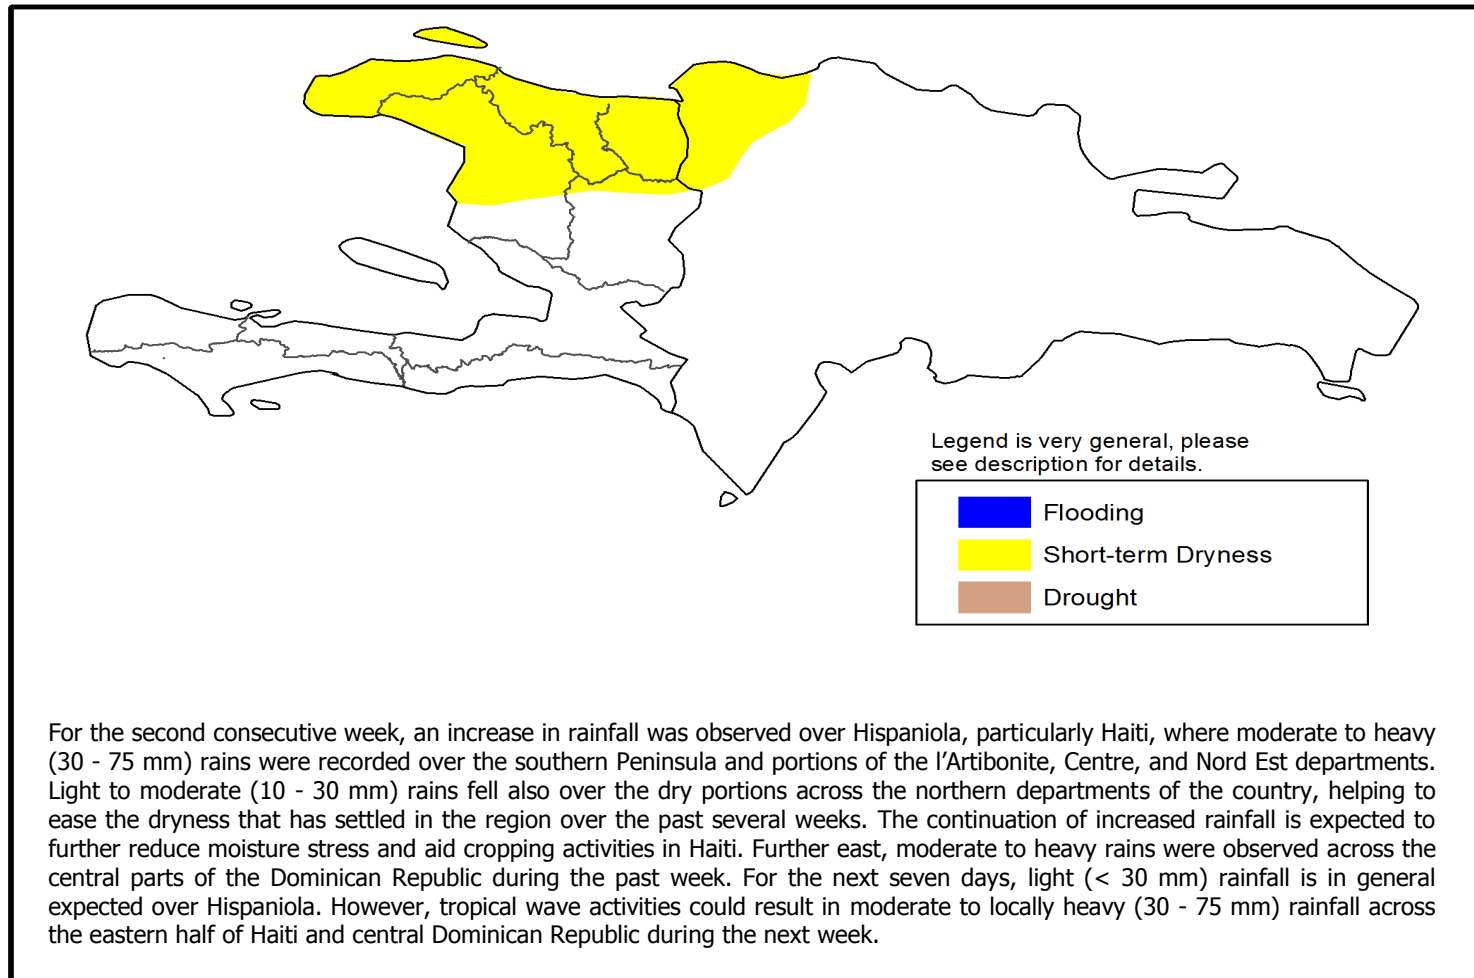 Legend is very general, please
see description for details.
Flooding
Short-term Dryness
Drought
For the second consecutive week, an increase in rainfall was observed over Hispaniola, particularly Haiti, where moderate to heavy
(30 - 75 mm) rains were recorded over the southern Peninsula and portions of the l’Artibonite, Centre, and Nord Est departments.
Light to moderate (10 - 30 mm) rains fell also over the dry portions across the northern departments of the country, helping to
ease the dryness that has settled in the region over the past several weeks. The continuation of increased rainfall is expected to
further reduce moisture stress and aid cropping activities in Haiti. Further east, moderate to heavy rains were observed across the
central parts of the Dominican Republic during the past week. For the next seven days, light (< 30 mm) rainfall is in general
expected over Hispaniola. However, tropical wave activities could result in moderate to locally heavy (30 - 75 mm) rainfall across
the eastern half of Haiti and central Dominican Republic during the next week.